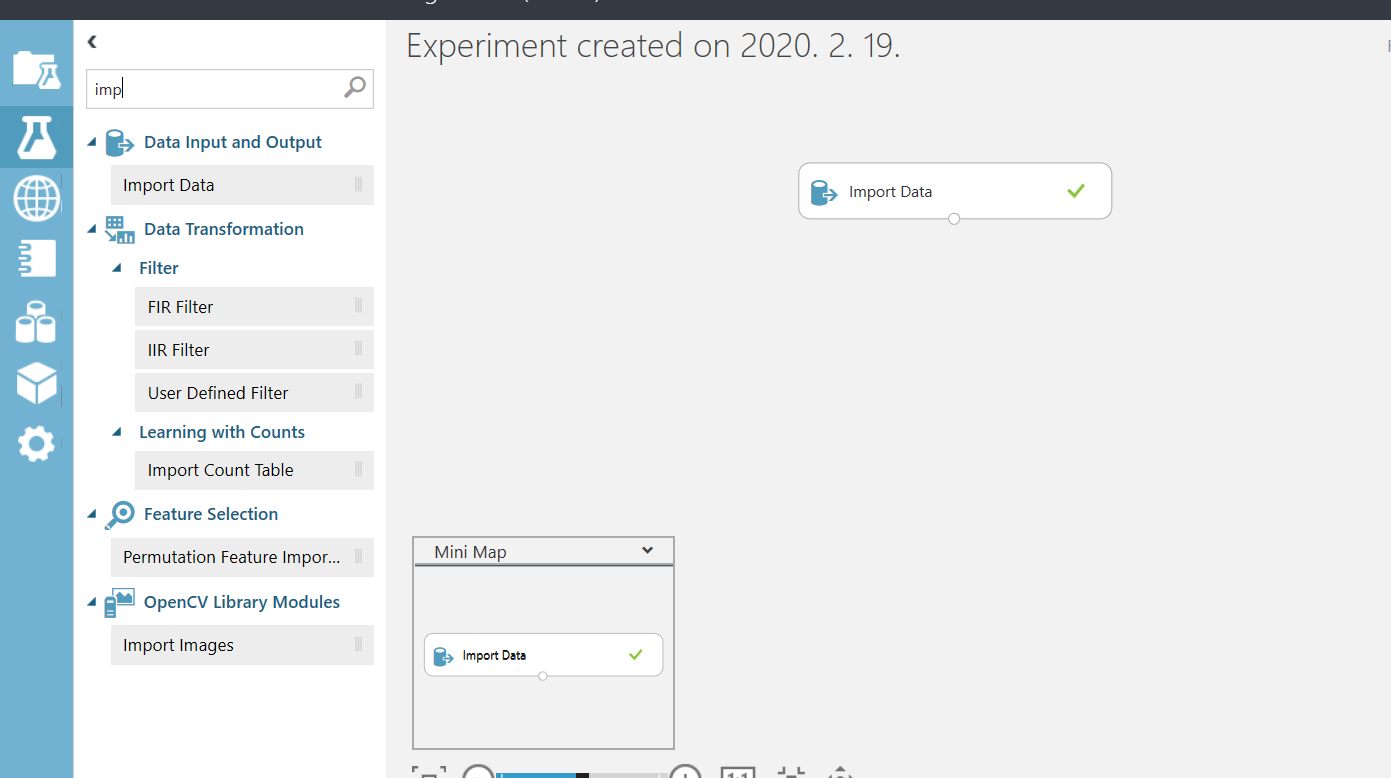 Experiment created on 2020. 2. 19.
imp
Data Input and Output
Import Data
Data Transformation
Filter
FIR Filter
IIR Filter
User Defined Filter
Learning with Counts
Import Count Table
Feature Selection
Permutation Feature Impor...
OpenCV Library Modules
Import Images
Import Data
Mini Map
Import Data
1:1